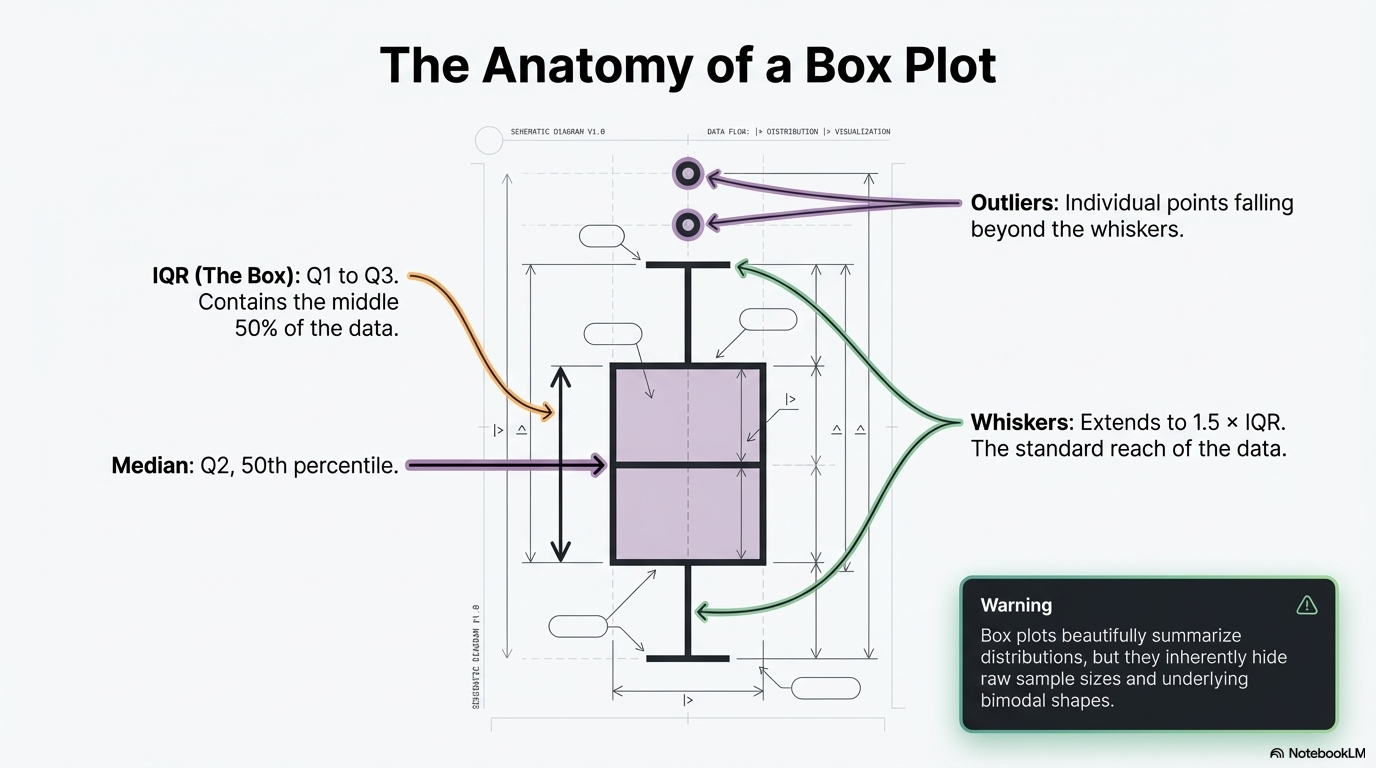 The Anatomy of a Box Plot
SEHERATIC DIAGRAM V1.0
DATA FLOW: |> DISTRIBUTION |> VISUALIZATION
Outliers: Individual points falling
beyond the whiskers.
IQR (The Box): Q1 to Q3.
Contains the middle
50% of the data.
Median: Q2, 50th percentile.
Whiskers: Extends to 1.5 × IQR.
The standard reach of the data.
|>
|>
|>
|>
|>
|>
Warning
Box plots beautifully summarize
distributions, but they inherently hide
raw sample sizes and underlying
bimodal shapes.
NotebookLM